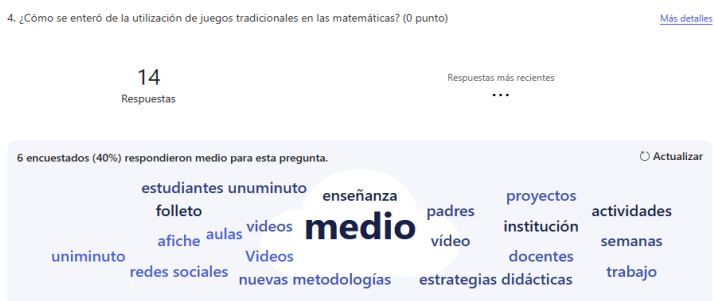 4. ¿Cómo se enteró de la utilización de juegos tradicionales en las matemáticas? (0 punto)
Más detalles
14
Respuestas
Respuestas más recientes
...
6 encuestados (40%) respondieron medio para esta pregunta.
Actualizar
estudiantes unuminuto
enseñanza
proyectos
folleto
medio
padres
institución
actividades
afiche
aulas
videos
vídeo
semanas
uniminuto
Videos
docentes
redes sociales
nuevas metodologías
estrategias didácticas
trabajo